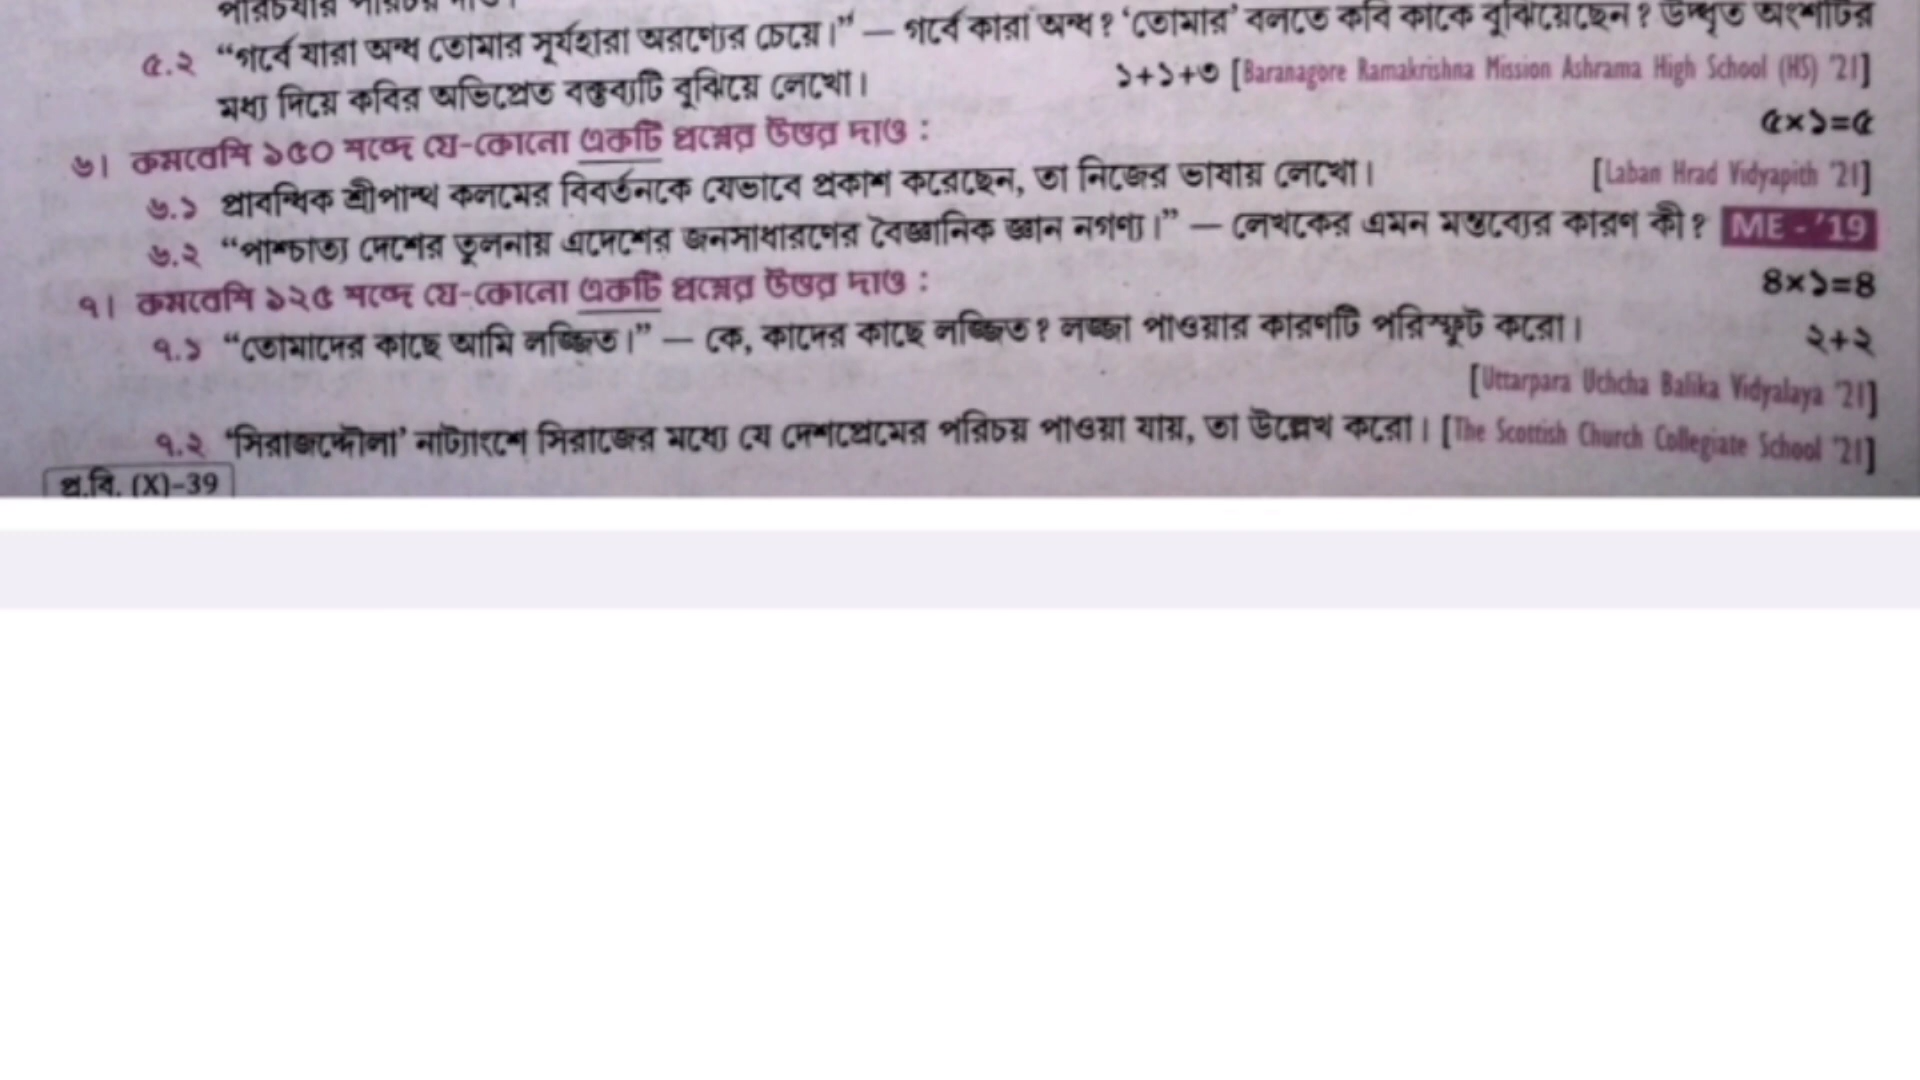 ৫.২ “গর্বে যারা অন্ধ তোমার সূর্যহারা অরণ্যের চেয়ে।” — গর্বে কারা অন্ধ? ‘তোমার’ বলতে কবি কাকে বুঝিয়েছেন? উদ্ধৃত অংশটির
মধ্য দিয়ে কবির অভিপ্রেত বক্তব্যটি বুঝিয়ে লেখো। ১+১+৩ [Baranagore Ramakrishna Mission Ashrama High School (HS) '21]
৬। কমবেশি ১৫০ শব্দে যে-কোনো একটি প্রশ্নের উত্তর দাও : ৫×১=৫
৬.১ প্রাবন্ধিক শ্রীপান্থ কলমের বিবর্তনকে যেভাবে প্রকাশ করেছেন, তা নিজের ভাষায় লেখো। [Laban Hrad Vidyapith '21]
৬.২ “পাশ্চাত্য দেশের তুলনায় এদেশের জনসাধারণের বৈজ্ঞানিক জ্ঞান নগণ্য।” — লেখকের এমন মন্তব্যের কারণ কী? ME - '19
৭। কমবেশি ১২৫ শব্দে যে-কোনো একটি প্রশ্নের উত্তর দাও : ৪×১=৪
৭.১ “তোমাদের কাছে আমি লজ্জিত।” — কে, কাদের কাছে লজ্জিত? লজ্জা পাওয়ার কারণটি পরিস্ফুট করো। ২+২
[Uttarpara Uchcha Balika Vidyalaya '21]
৭.২ ‘সিরাজদ্দৌলা’ নাট্যাংশে সিরাজের মধ্যে যে দেশপ্রেমের পরিচয় পাওয়া যায়, তা উল্লেখ করো। [The Scottish Church Collegiate School '21]
প্র.বি. (X)-39